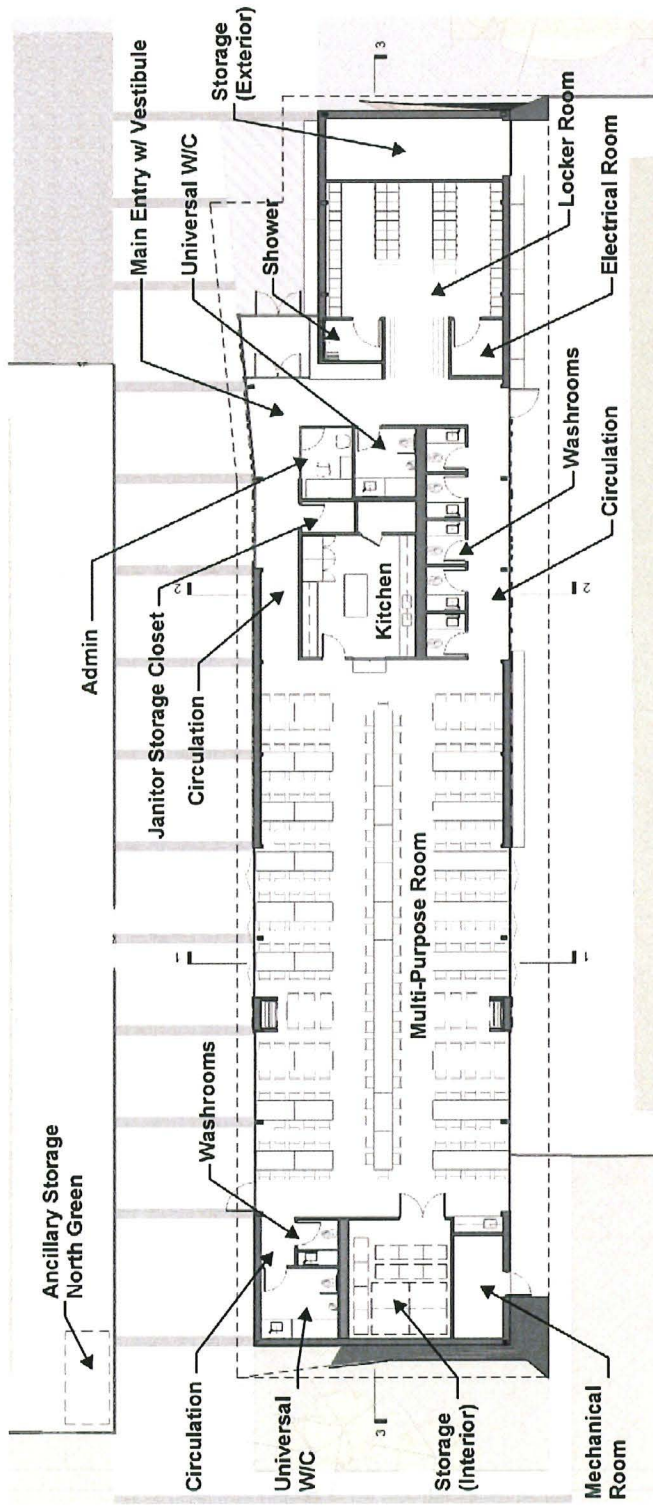 Ancillary Storage
North Green
Circulation
Washrooms
Universal
W/C
Storage
(Interior)
Mechanical
Room
Multi-Purpose Room
Admin
Janitor Storage Closet
Circulation
Kitchen
Main Entry w/ Vestibule
Universal W/C
Shower
Storage
(Exterior)
Locker Room
Electrical Room
Washrooms
Circulation
1
1
2
2
3
3